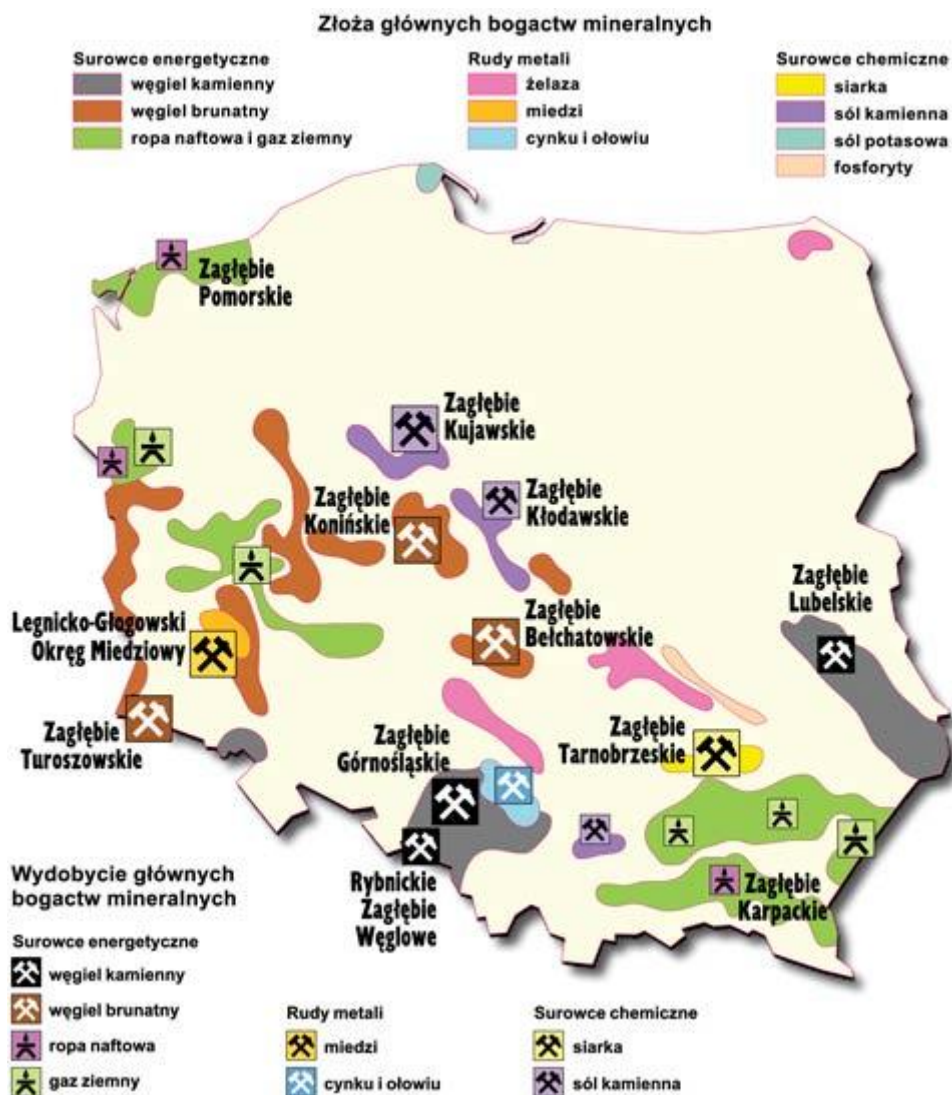 Złoża głównych bogactw mineralnych
Surowce energetyczne
węgiel kamienny
węgiel brunatny
ropa naftowa i gaz ziemny
Rudy metali
żelaza
miedzi
cynku i ołowiu
Surowce chemiczne
siarka
sól kamienna
sól potasowa
fosforyty
Zagłębie
Pomorskie
Zagłębie
Kujawskie
Zagłębie
Konińskie
Zagłębie
Kłodawskie
Zagłębie
Lubelskie
Legnicko-Głogowski
Okręg Miedziowy
Zagłębie
Bełchatowskie
Zagłębie
Turoszowskie
Zagłębie
Górnośląskie
Zagłębie
Tarnobrzeskie
Rybnickie
Zagłębie
Węglowe
Zagłębie
Karpackie
Wydobycie głównych
bogactw mineralnych
Surowce energetyczne
węgiel kamienny
węgiel brunatny
ropa naftowa
gaz ziemny
Rudy metali
miedzi
cynku i ołowiu
Surowce chemiczne
siarka
sól kamienna